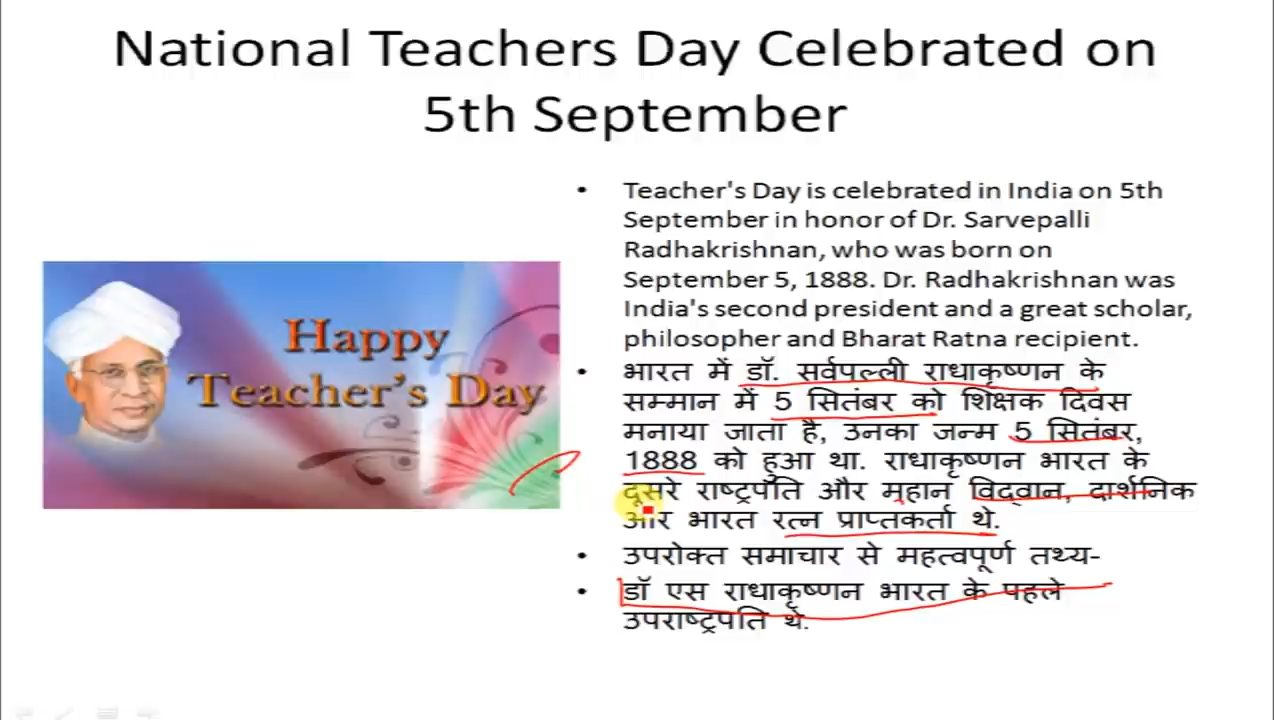 National Teachers Day Celebrated on
5th September
Happy
Teacher's Day
• Teacher's Day is celebrated in India on 5th
September in honor of Dr. Sarvepalli
Radhakrishnan, who was born on
September 5, 1888. Dr. Radhakrishnan was
India's second president and a great scholar,
philosopher and Bharat Ratna recipient.
• भारत में डॉ. सर्वपल्ली राधाकृष्णन के
सम्मान में 5 सितंबर को शिक्षक दिवस
मनाया जाता है, उनका जन्म 5 सितंबर,
1888 को हुआ था. राधाकृष्णन भारत के
दूसरे राष्ट्रपति और महान विद्वान, दार्शनिक
और भारत रत्न प्राप्तकर्ता थे.
• उपरोक्त समाचार से महत्वपूर्ण तथ्य-
• डॉ एस राधाकृष्णन भारत के पहले
उपराष्ट्रपति थे.